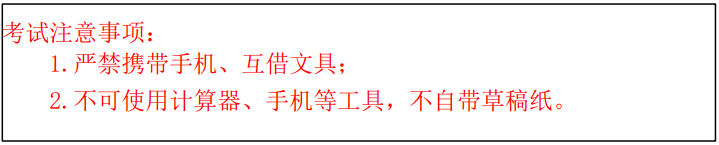 考试注意事项：
1.严禁携带手机、互借文具；
2.不可使用计算器、手机等工具，不自带草稿纸。